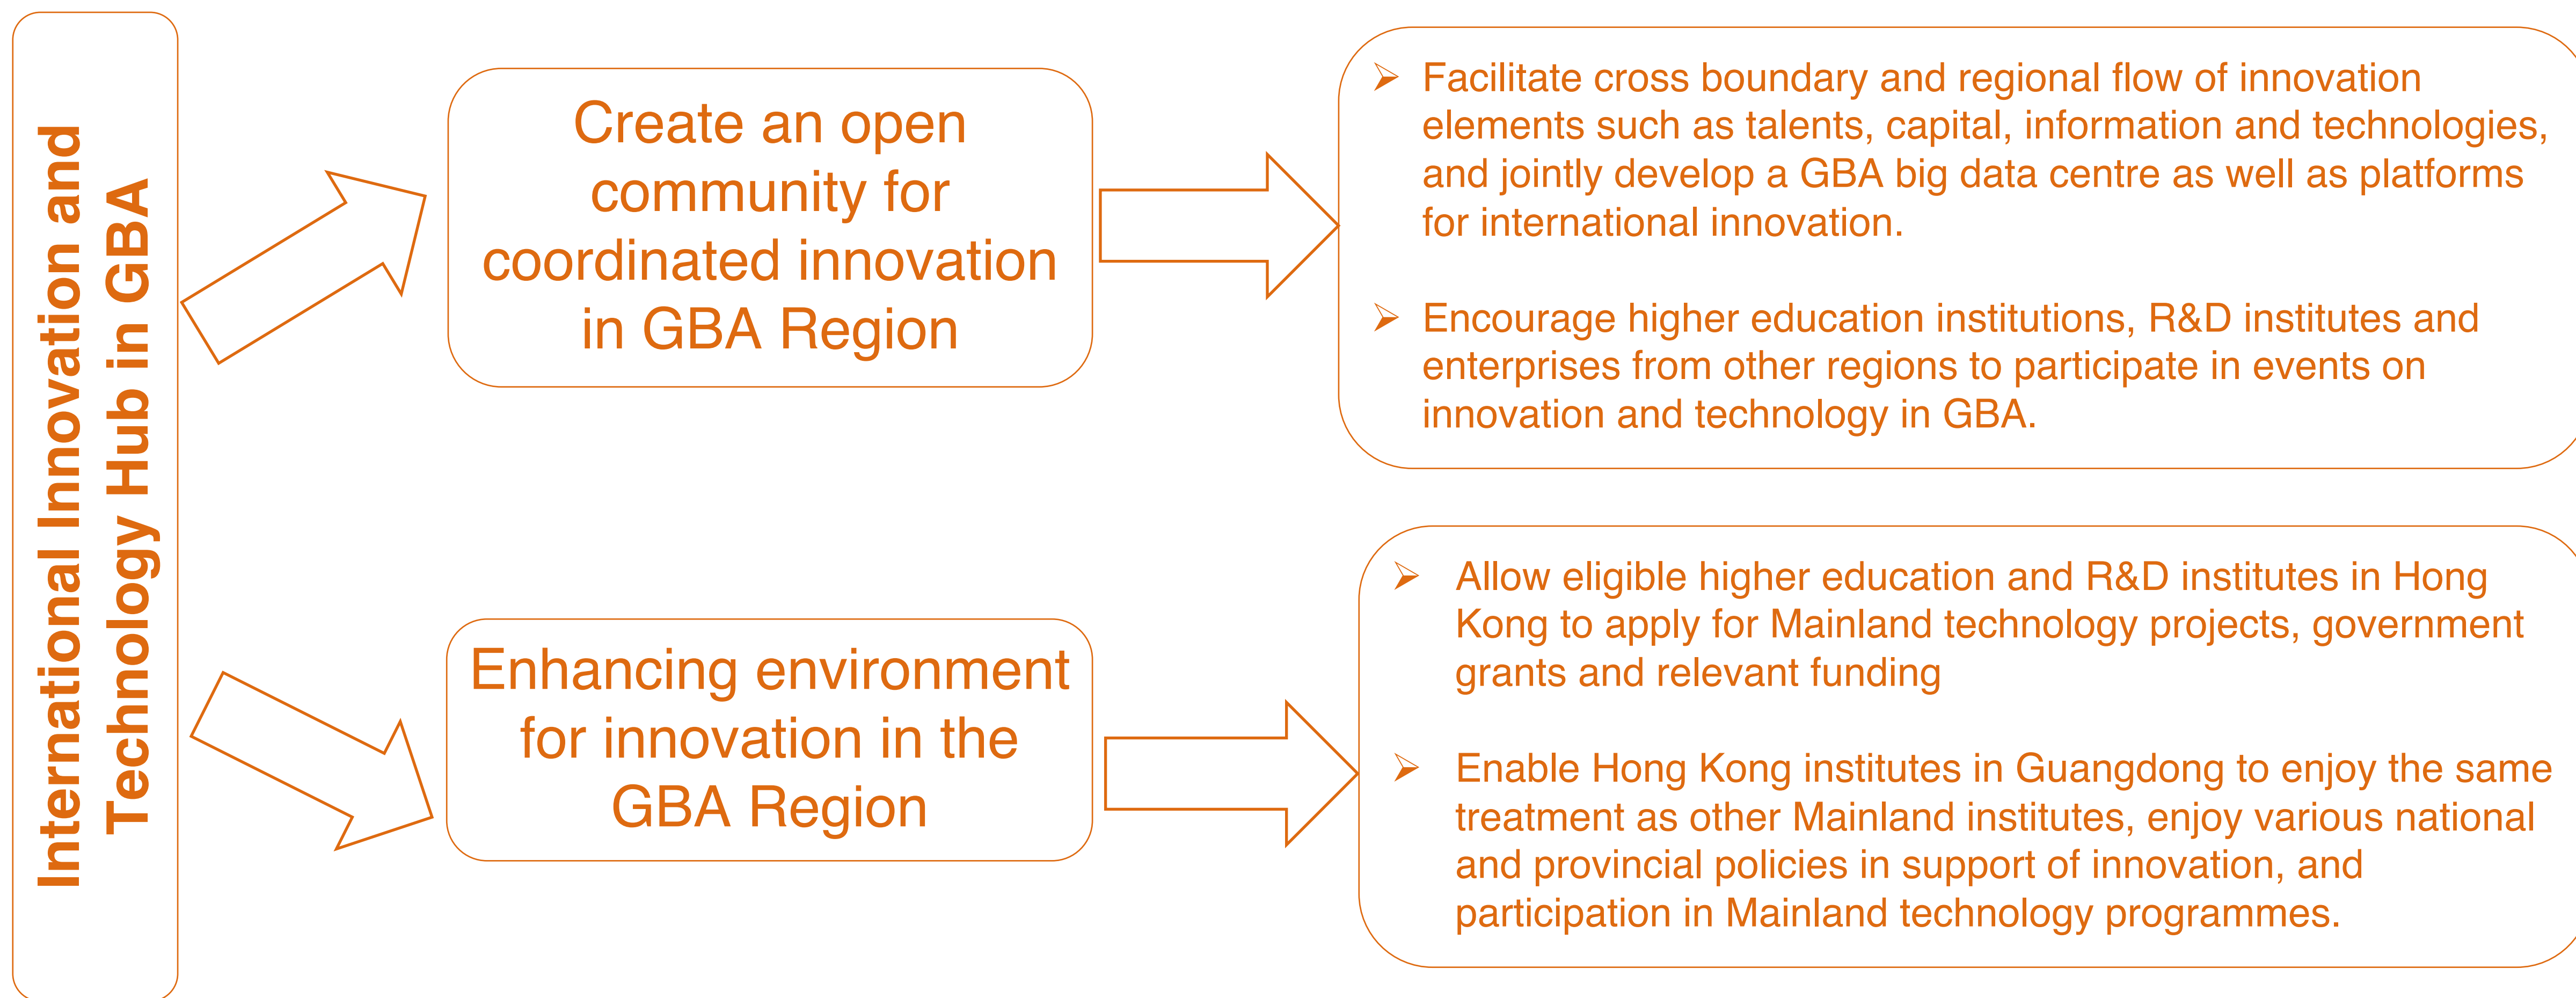 International Innovation and
Technology Hub in GBA
Create an open
community for
coordinated innovation
in GBA Region
➢ Facilitate cross boundary and regional flow of innovation
elements such as talents, capital, information and technologies,
and jointly develop a GBA big data centre as well as platforms
for international innovation.
➢ Encourage higher education institutions, R&D institutes and
enterprises from other regions to participate in events on
innovation and technology in GBA.
Enhancing environment
for innovation in the
GBA Region
➢ Allow eligible higher education and R&D institutes in Hong
Kong to apply for Mainland technology projects, government
grants and relevant funding
➢ Enable Hong Kong institutes in Guangdong to enjoy the same
treatment as other Mainland institutes, enjoy various national
and provincial policies in support of innovation, and
participation in Mainland technology programmes.